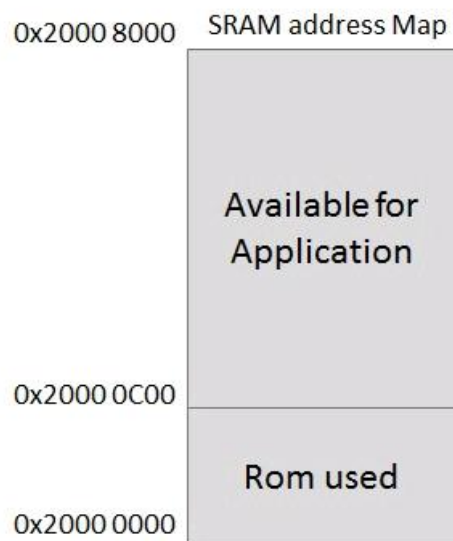 0x2000 8000 SRAM address Map
Available for
Application
0x2000 0C00
Rom used
0x2000 0000